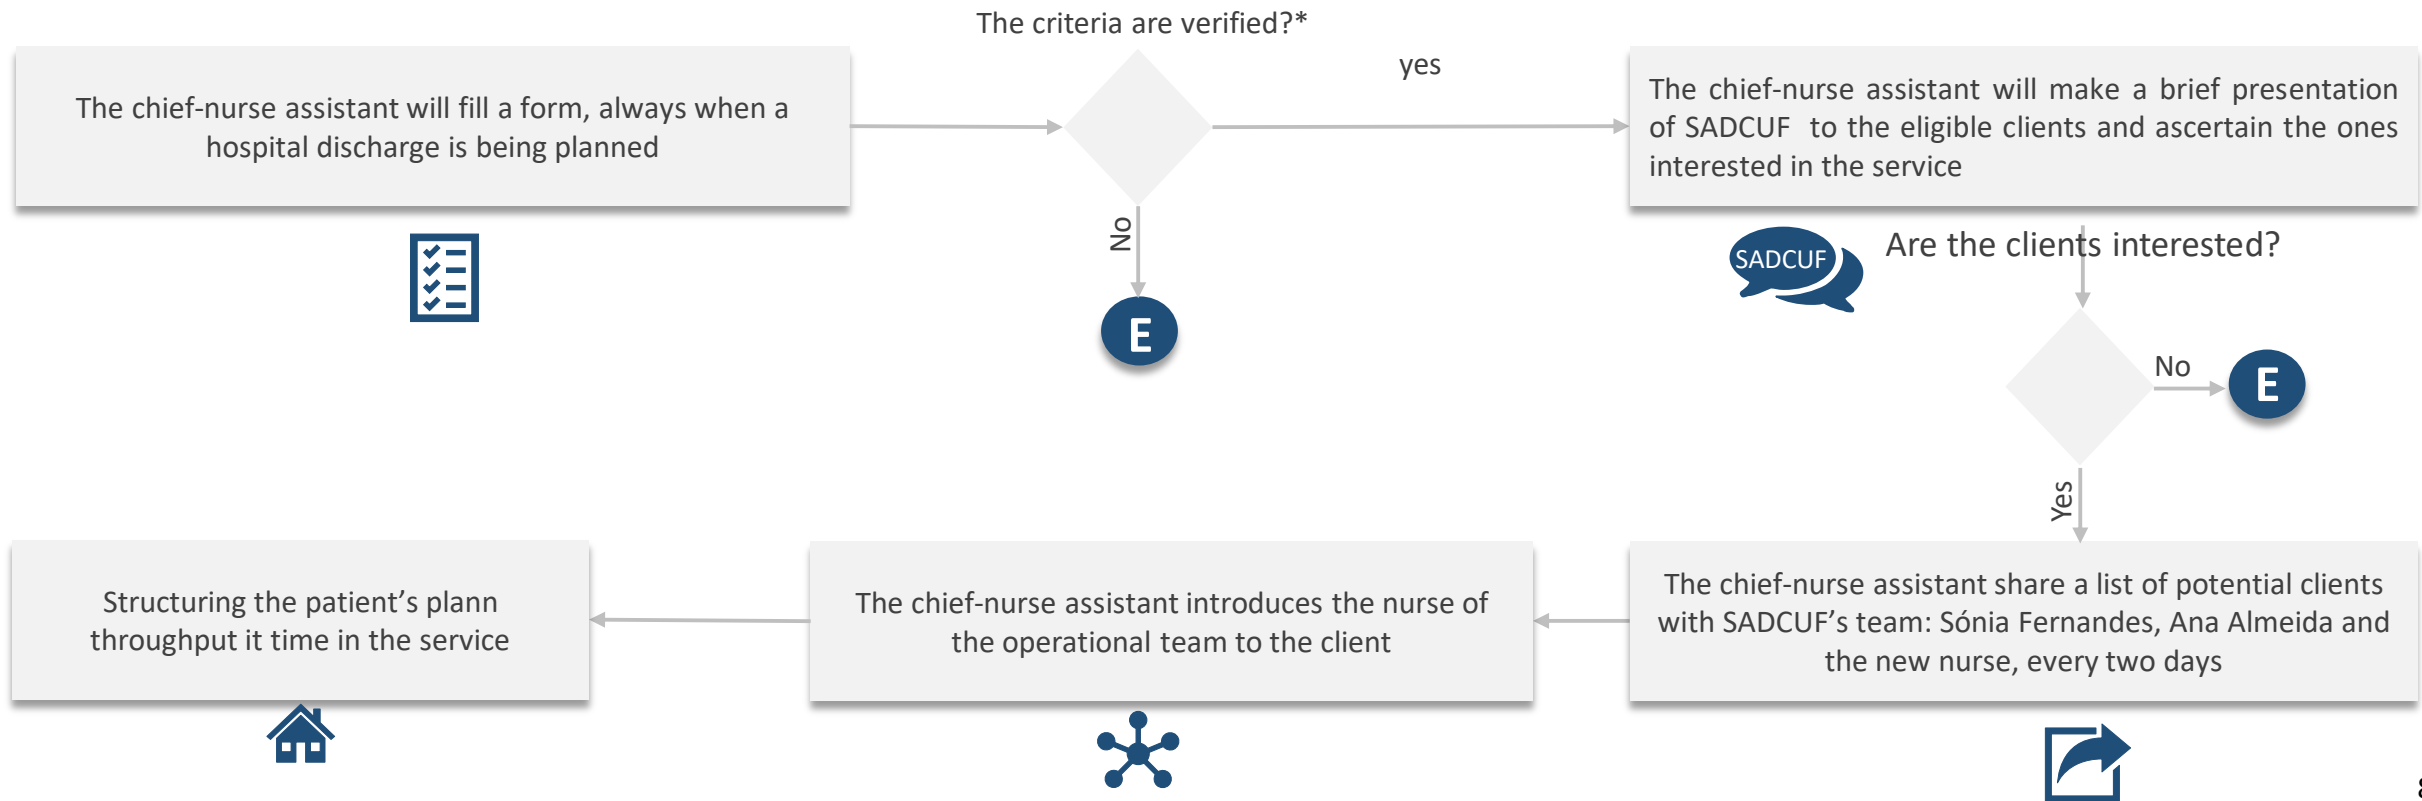 The criteria are verified?*
yes
The chief-nurse assistant will fill a form, always when a
hospital discharge is being planned
The chief-nurse assistant will make a brief presentation
of SADCUF to the eligible clients and ascertain the ones
interested in the service
No
E
SADCUF
Are the clients interested?
No
E
Yes
The chief-nurse assistant share a list of potential clients
with SADCUF's team: Sónia Fernandes, Ana Almeida and
the new nurse, every two days
The chief-nurse assistant introduces the nurse of
the operational team to the client
Structuring the patient's plann
throughput it time in the service